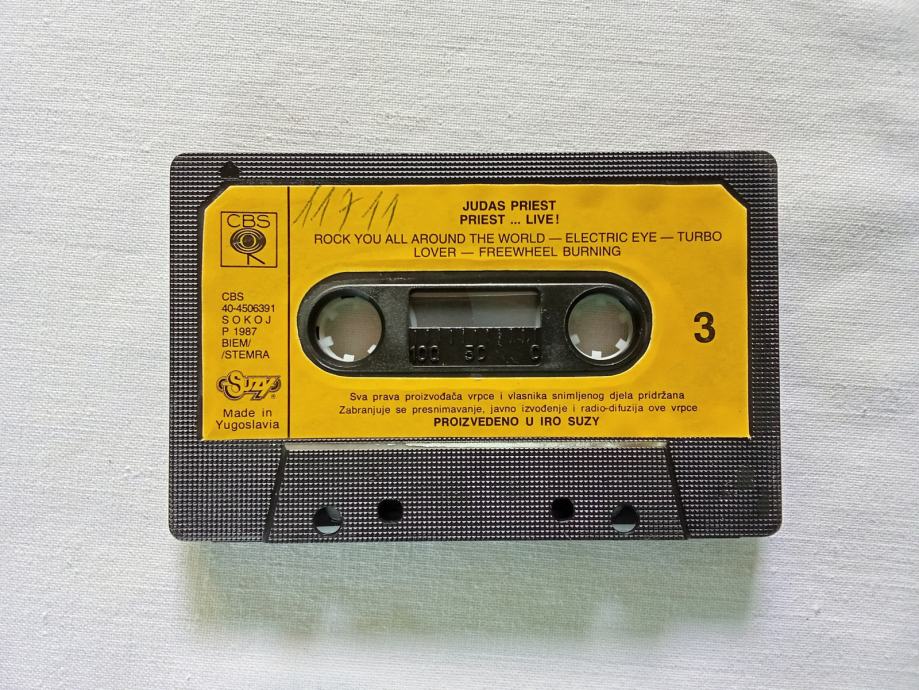 11711
JUDAS PRIEST
PRIEST ... LIVE!
ROCK YOU ALL AROUND THE WORLD — ELECTRIC EYE — TURBO
LOVER — FREEWHEEL BURNING
CBS
CBS
40-4506391
SOKOJ
P 1987
BIEM/
/STEMRA
Suzy®
Made in
Yugoslavia
100 50 0
3
Sva prava proizvođača vrpce i vlasnika snimljenog djela pridržana
Zabranjuje se presnimavanje, javno izvođenje i radio-difuzija ove vrpce
PROIZVEDENO U IRO SUZY